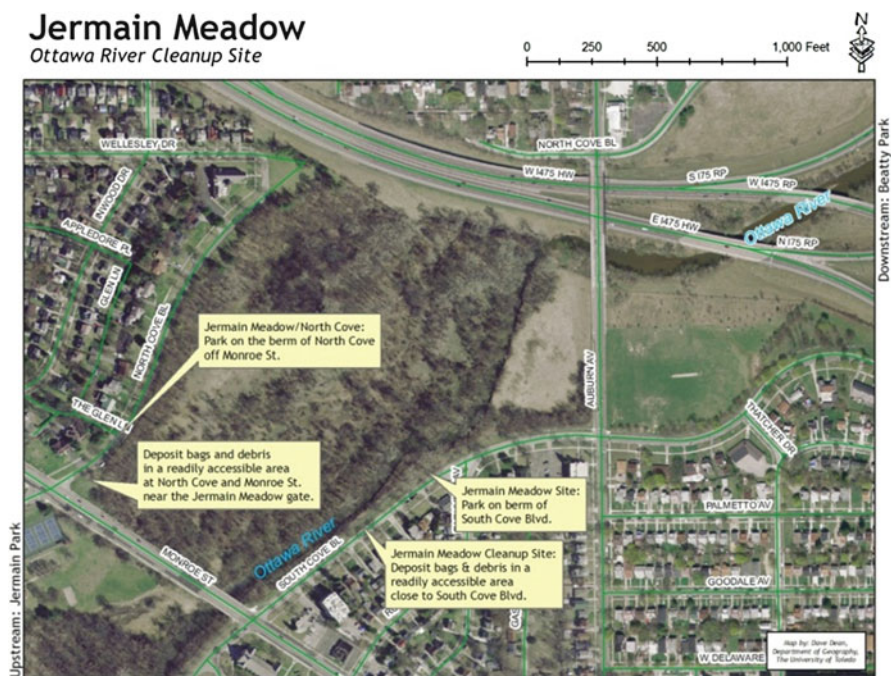 Jermain Meadow
Ottawa River Cleanup Site
0 250 500 1,000 Feet
N
WELLESLEY DR
INWOOD DR
APPLEDORE PL
GLEN LN
NORTH COVE BL
THE GLEN LN
NORTH COVE BL
W I475 HW
S I75 RP
W I475 RP
Ottawa River
E I475 HW
N I75 RP
Downstream: Beatty Park
Jermain Meadow/North Cove:
Park on the berm of North Cove
off Monroe St.
AUBURN AV
THATCHER DR
Deposit bags and debris
in a readily accessible area
at North Cove and Monroe St.
near the Jermain Meadow gate.
AV
Jermain Meadow Site:
Park on berm of
South Cove Blvd.
PALMETTO AV
Ottawa River
SOUTH COVE BL
MONROE ST
Jermain Meadow Cleanup Site:
Deposit bags & debris in a
readily accessible area
close to South Cove Blvd.
GOODALE AV
Upstream: Jermain Park
W DELAWARE
Map by: Dave Dean,
Department of Geography,
The University of Toledo